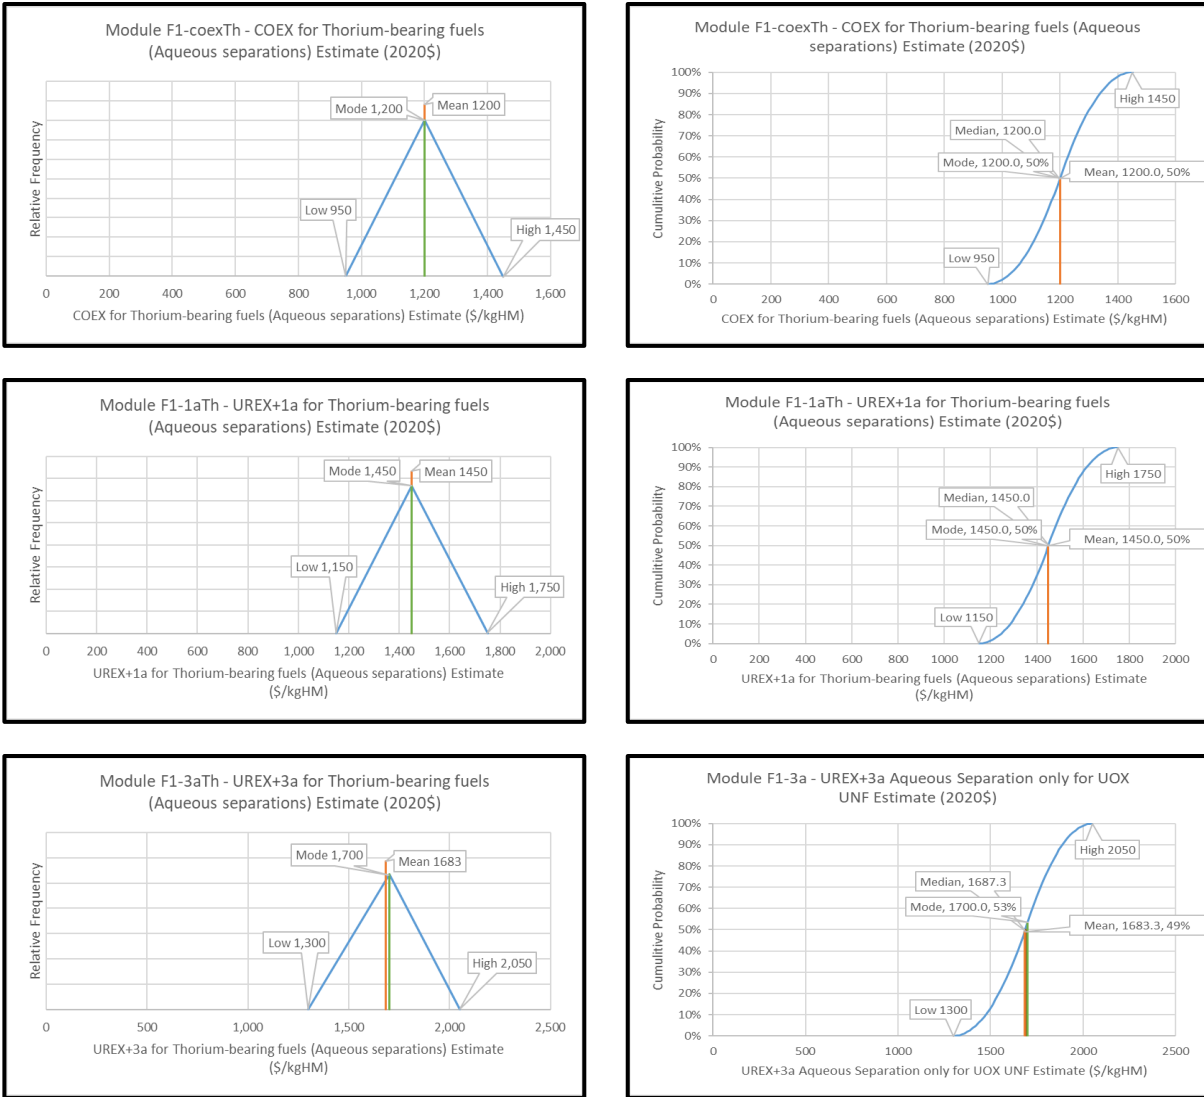 Module F1-coexTh - COEX for Thorium-bearing fuels
(Aqueous separations) Estimate (2020$)
Relative Frequency
Mode 1,200
Mean 1200
Low 950
High 1,450
0 200 400 600 800 1,000 1,200 1,400 1,600
COEX for Thorium-bearing fuels (Aqueous separations) Estimate ($/kgHM)
Module F1-coexTh - COEX for Thorium-bearing fuels (Aqueous
separations) Estimate (2020$)
Cumulitive Probability
100%
90%
80%
70%
60%
50%
40%
30%
20%
10%
0%
High 1450
Median, 1200.0
Mode, 1200.0, 50%
Mean, 1200.0, 50%
Low 950
0 200 400 600 800 1000 1200 1400 1600
COEX for Thorium-bearing fuels (Aqueous separations) Estimate ($/kgHM)
Module F1-1aTh - UREX+1a for Thorium-bearing fuels
(Aqueous separations) Estimate (2020$)
Relative Frequency
Mode 1,450
Mean 1450
Low 1,150
High 1,750
0 200 400 600 800 1,000 1,200 1,400 1,600 1,800 2,000
UREX+1a for Thorium-bearing fuels (Aqueous separations) Estimate
($/kgHM)
Module F1-1aTh - UREX+1a for Thorium-bearing fuels
(Aqueous separations) Estimate (2020$)
Cumulitive Probability
100%
90%
80%
70%
60%
50%
40%
30%
20%
10%
0%
High 1750
Median, 1450.0
Mode, 1450.0, 50%
Mean, 1450.0, 50%
Low 1150
0 200 400 600 800 1000 1200 1400 1600 1800 2000
UREX+1a for Thorium-bearing fuels (Aqueous separations) Estimate
($/kgHM)
Module F1-3aTh - UREX+3a for Thorium-bearing fuels
(Aqueous separations) Estimate (2020$)
Relative Frequency
Mode 1,700
Mean 1683
Low 1,300
High 2,050
0 500 1,000 1,500 2,000 2,500
UREX+3a for Thorium-bearing fuels (Aqueous separations) Estimate
($/kgHM)
Module F1-3a - UREX+3a Aqueous Separation only for UOX
UNF Estimate (2020$)
Cumulitive Probability
100%
90%
80%
70%
60%
50%
40%
30%
20%
10%
0%
High 2050
Median, 1687.3
Mode, 1700.0, 53%
Mean, 1683.3, 49%
Low 1300
0 500 1000 1500 2000 2500
UREX+3a Aqueous Separation only for UOX UNF Estimate ($/kgHM)